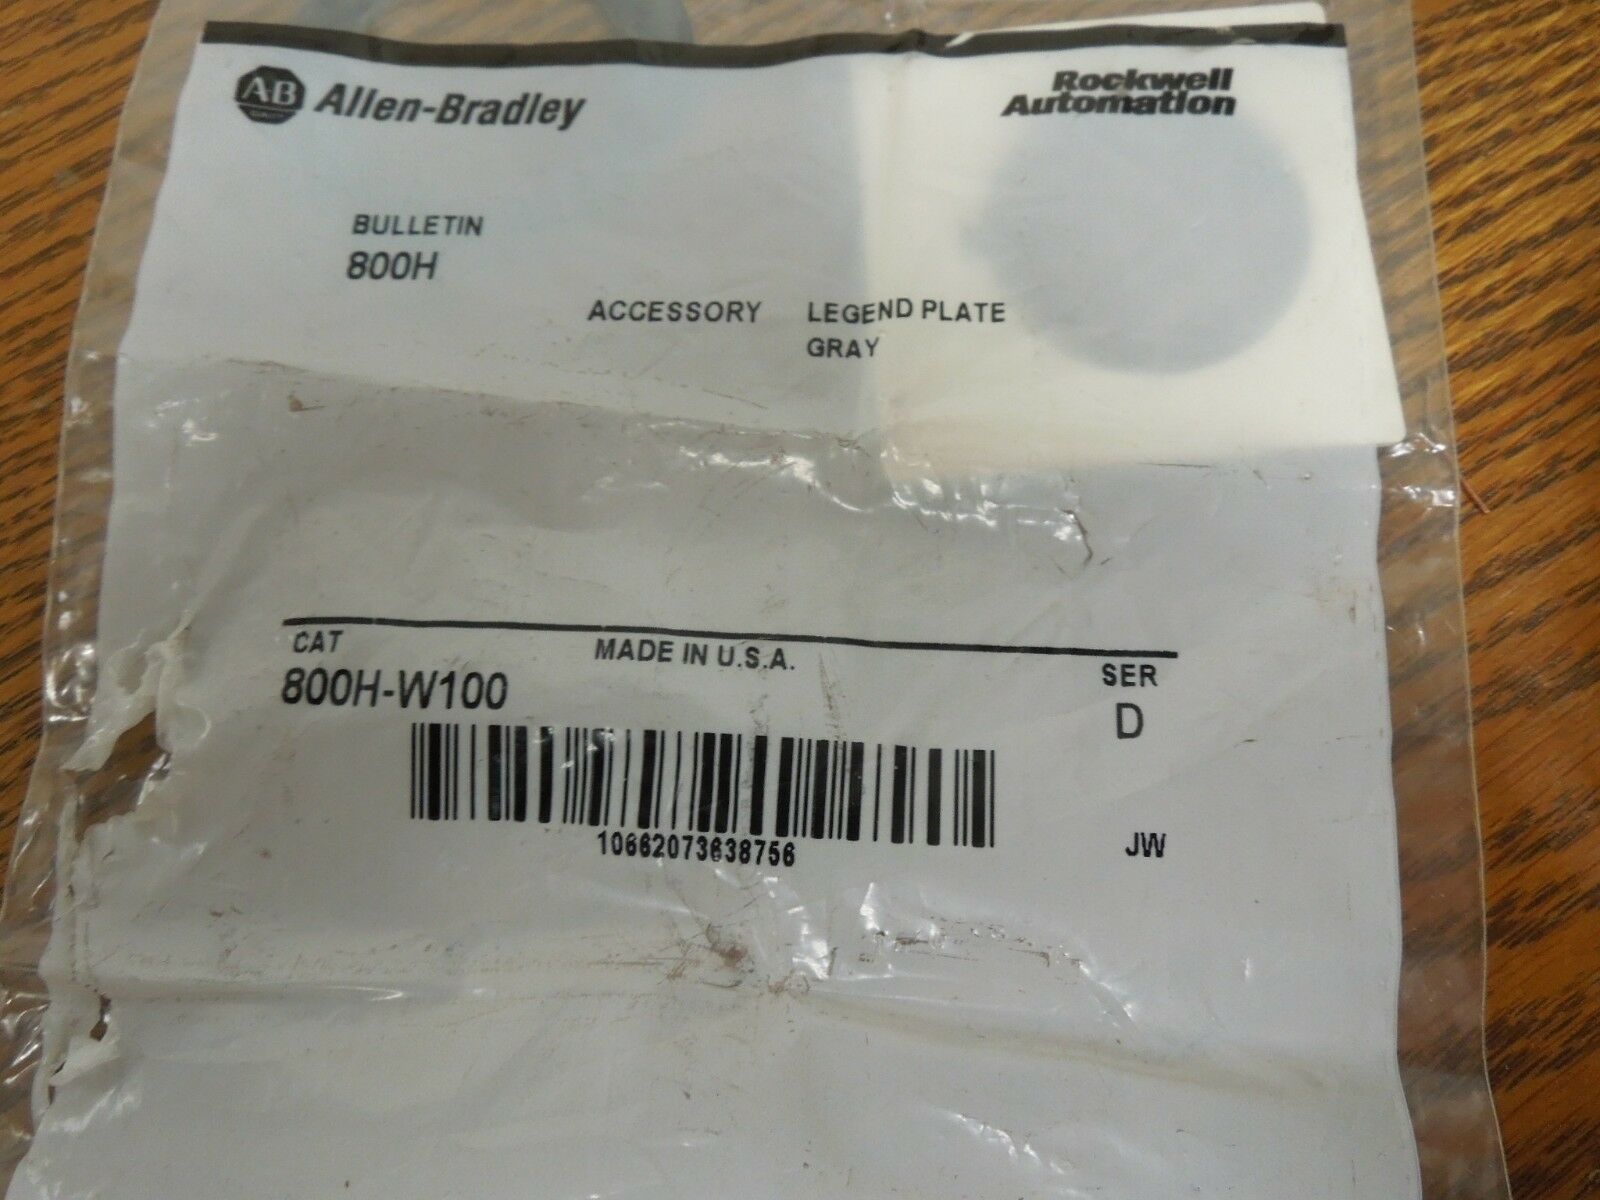 AB Allen-Bradley
Rockwell
Automation
BULLETIN
800H
ACCESSORY LEGEND PLATE
GRAY
CAT MADE IN U.S.A. SER
800H-W100 D
10662073638756
JW